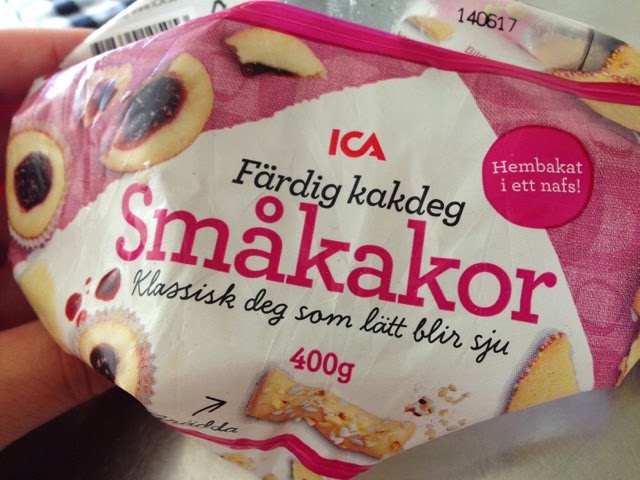 140617
ICA
Färdig kakdeg
Hembakat
i ett nafs!
Småkakor
Klassisk deg som lätt blir sju
400g